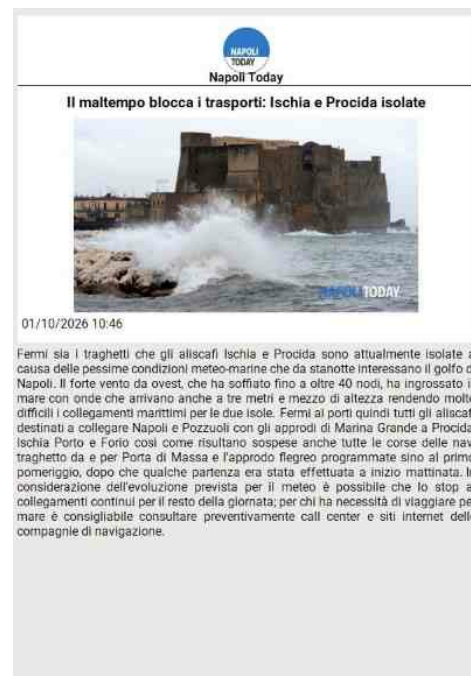 NAPOLI
TODAY
Napoli Today
Il maltempo blocca i trasporti: Ischia e Procida isolate
NAPOLITODAY
01/10/2026 10:46
Fermi sia i traghetti che gli aliscafi Ischia e Procida sono attualmente isolate a
causa delle pessime condizioni meteo-marine che da stanotte interessano il golfo d
Napoli. Il forte vento da ovest, che ha soffiato fino a oltre 40 nodi, ha ingrossato i
mare con onde che arrivano anche a tre metri e mezzo di altezza rendendo molto
difficili i collegamenti marittimi per le due isole. Fermi ai porti quindi tutti gli aliscaf
destinati a collegare Napoli e Pozzuoli con gli approdi di Marina Grande a Procida
Ischia Porto e Forio così come risultano sospese anche tutte le corse delle nav
traghetto da e per Porta di Massa e l'approdo flegreo programmate sino al primo
pomeriggio, dopo che qualche partenza era stata effettuata a inizio mattinata. In
considerazione dell'evoluzione prevista per il meteo è possibile che lo stop a
collegamenti continui per il resto della giornata; per chi ha necessità di viaggiare pe
mare è consigliabile consultare preventivamente call center e siti internet dell
compagnie di navigazione.